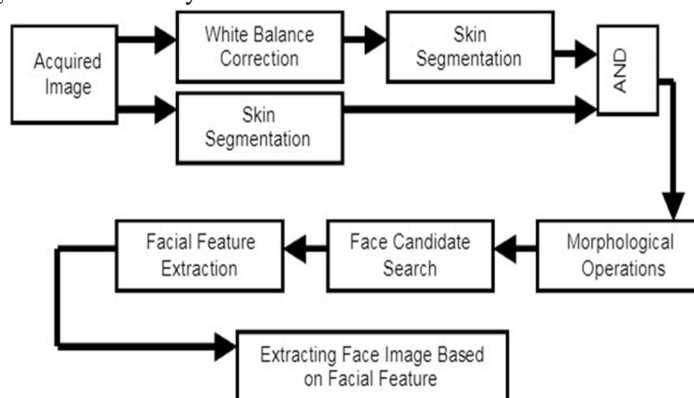 Acquired
Image
White Balance
Correction
Skin
Segmentation
AND
Skin
Segmentation
Facial Feature
Extraction
Face Candidate
Search
Morphological
Operations
Extracting Face Image Based
on Facial Feature